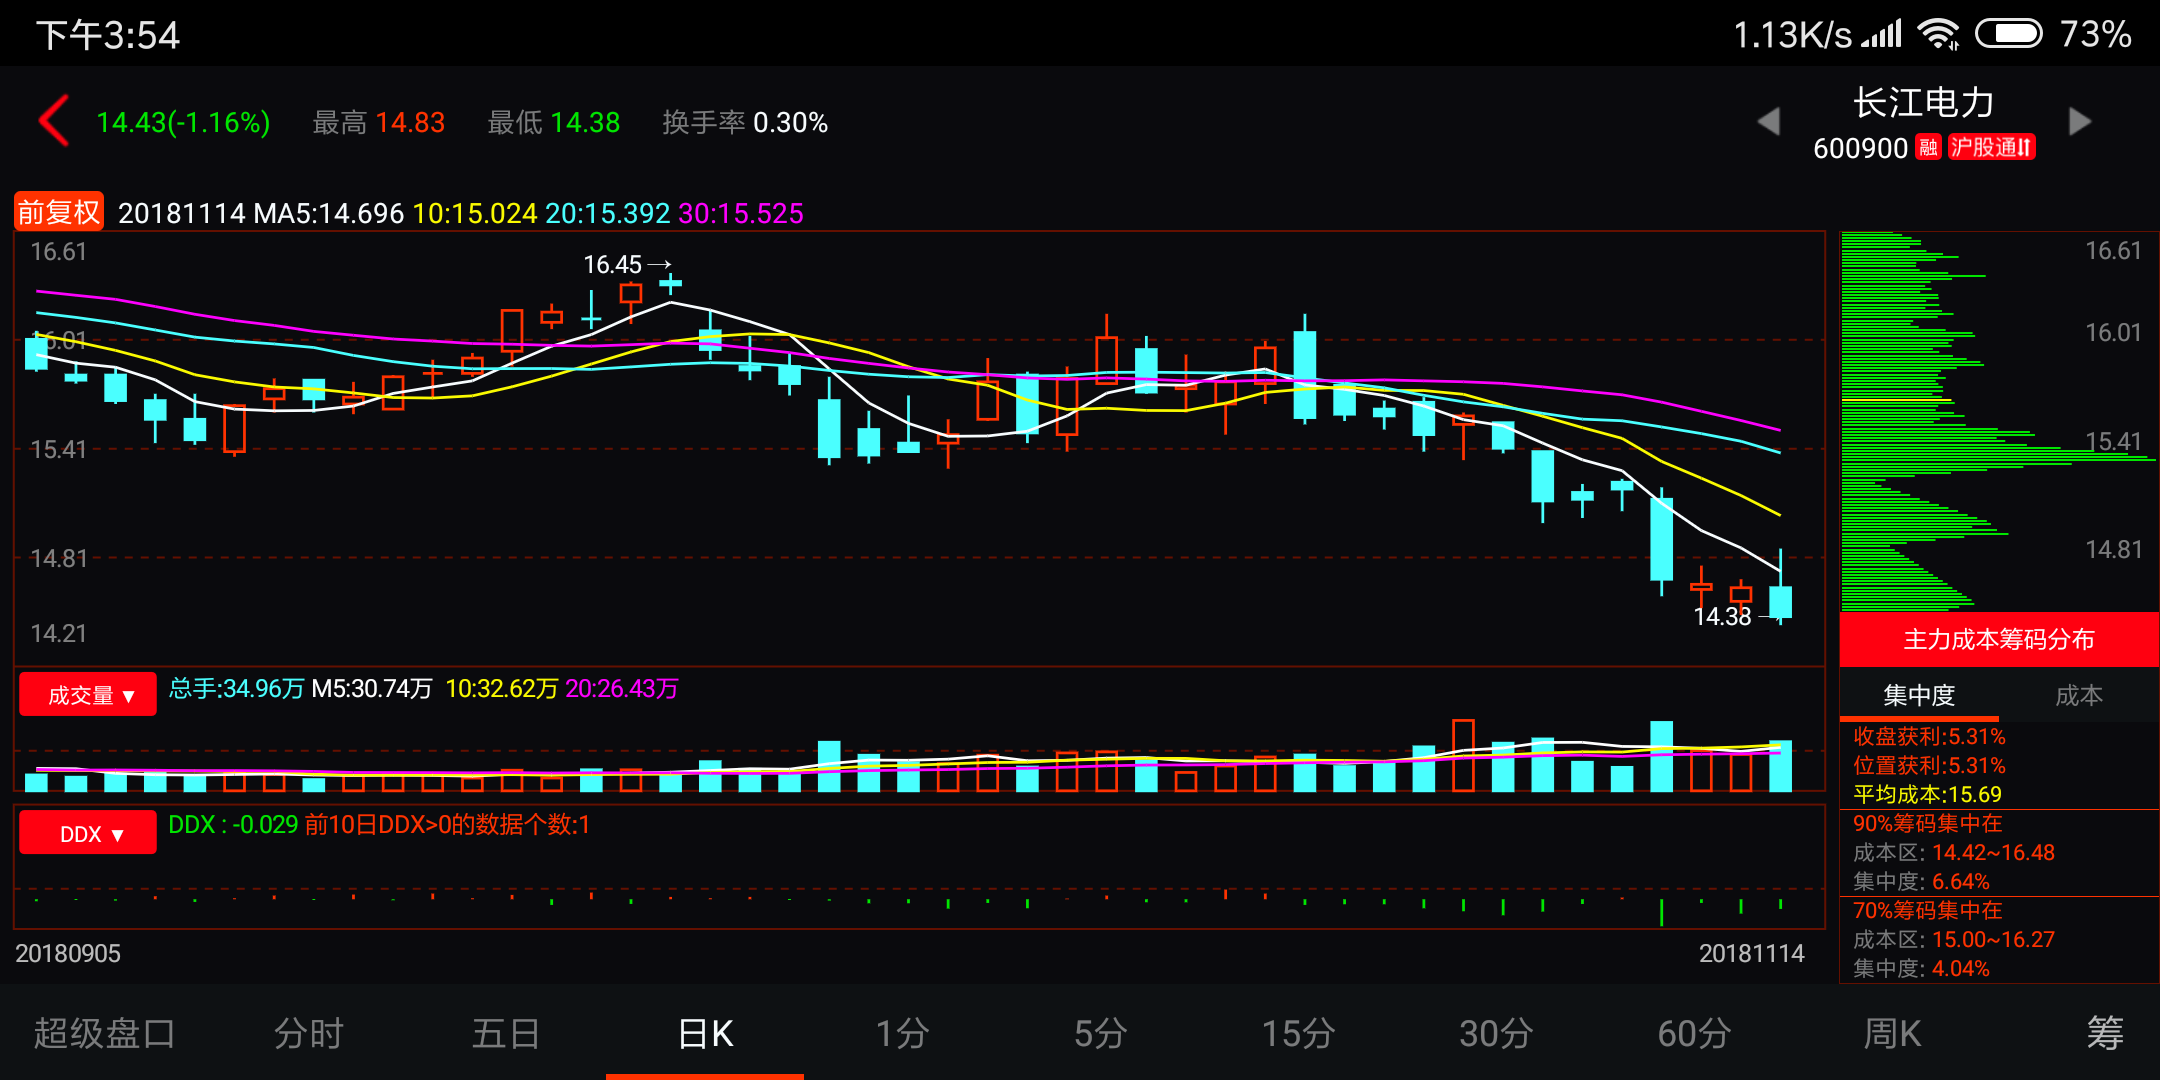 下午3:54 1.13K/s 73%
14.43(-1.16%) 最高 14.83 最低 14.38 换手率 0.30%
长江电力
600900 融 沪股通
前复权 20181114 MA5:14.696 10:15.024 20:15.392 30:15.525
16.61
16.01
15.41
14.81
14.21
16.45→
14.38→
16.61
16.01
15.41
14.81
主力成本筹码分布
集中度 成本
收盘获利:5.31%
位置获利:5.31%
平均成本:15.69
90%筹码集中在
成本区: 14.42~16.48
集中度: 6.64%
70%筹码集中在
成本区: 15.00~16.27
集中度: 4.04%
成交量▼ 总手:34.96万 M5:30.74万 10:32.62万 20:26.43万
DDX▼ DDX : -0.029 前10日DDX>0的数据个数:1
20180905 20181114
超级盘口 分时 五日 日K 1分 5分 15分 30分 60分 周K 筹